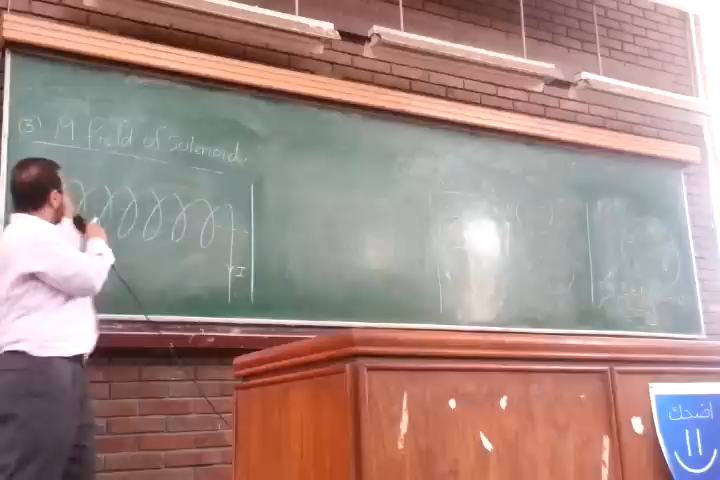 (3) M. field of Solenoid.
I
اضحك